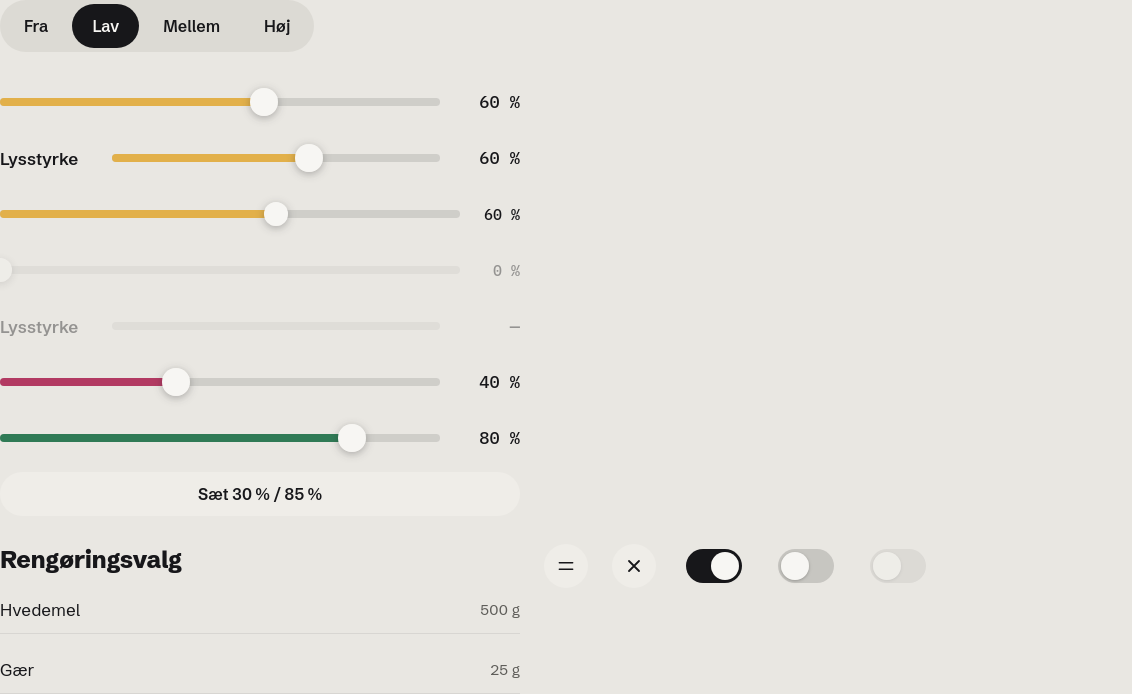 Fra Lav Mellem Høj
60 %
Lysstyrke 60 %
60 %
0 %
Lysstyrke –
40 %
80 %
Sæt 30 % / 85 %
Rengøringsvalg
Hvedemel 500 g
Gær 25 g